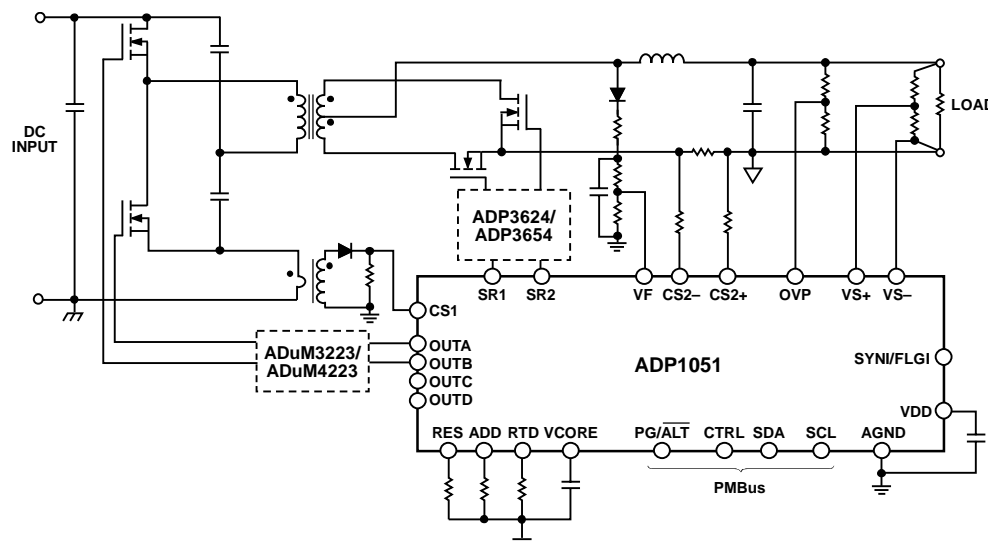 DC
INPUT
LOAD
ADP3624/
ADP3654
SR1 SR2 VF CS2– CS2+ OVP VS+ VS–
CS1
ADuM3223/
ADuM4223
OUTA
OUTB
OUTC
OUTD
ADP1051
SYNI/FLGI
VDD
RES ADD RTD VCORE PG/ALT CTRL SDA SCL AGND
PMBus